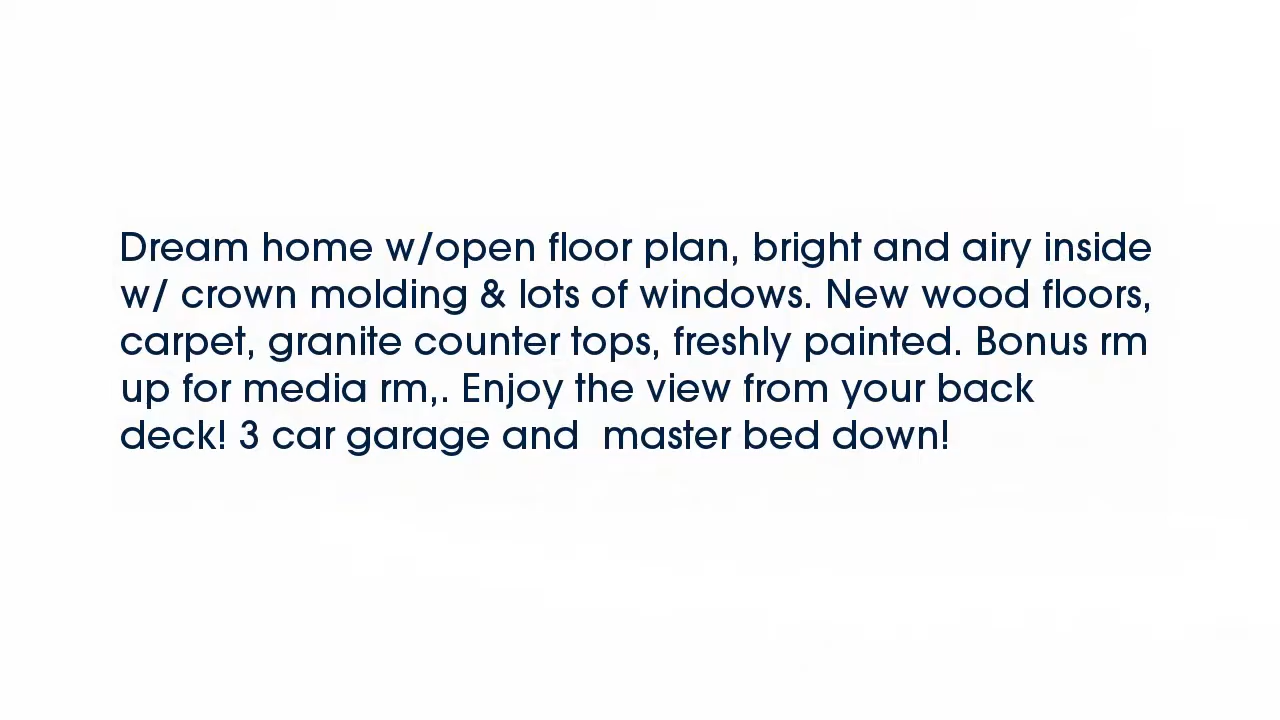 Dream home w/open floor plan, bright and airy inside
w/ crown molding & lots of windows. New wood floors,
carpet, granite counter tops, freshly painted. Bonus rm
up for media rm,. Enjoy the view from your back
deck! 3 car garage and  master bed down!